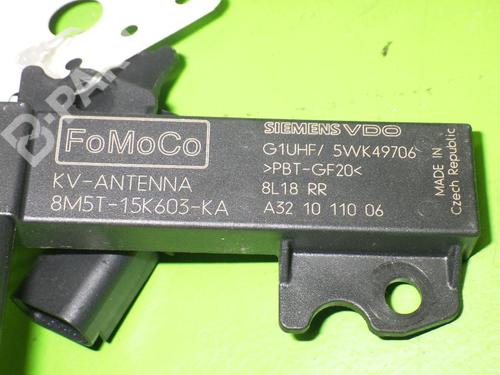 FoMoCo
KV-ANTENNA
8M5T-15K603-KA
SIEMENS VDO
G1UHF/ 5WK49706
>PBT-GF20<
8L18 RR
A32 10 110 06
MADE IN
Czech Republic
B-PARTS